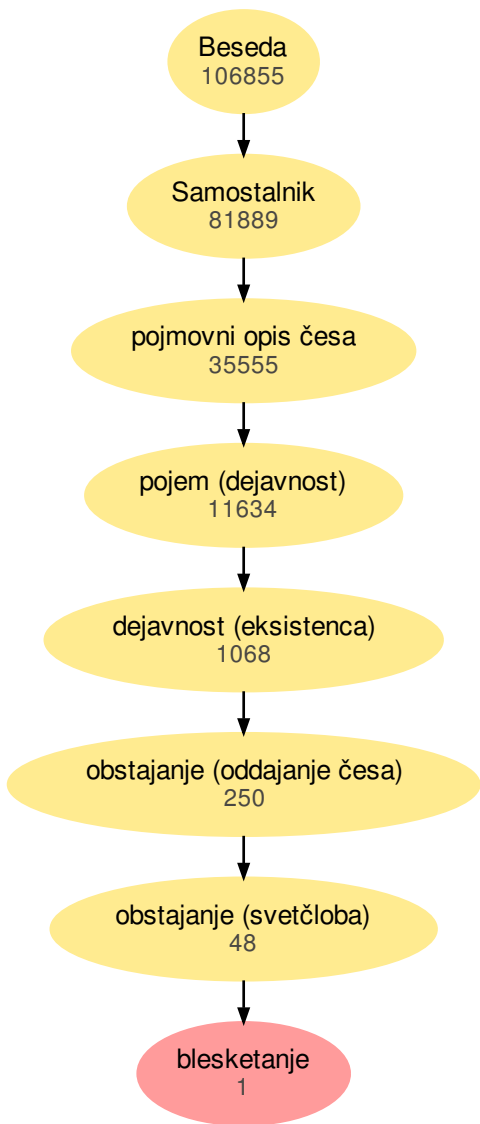 Beseda
106855
Samostalnik
81889
pojmovni opis česa
35555
pojem (dejavnost)
11634
dejavnost (eksistenca)
1068
obstajanje (oddajanje česa)
250
obstajanje (svetčloba)
48
blesketanje
1